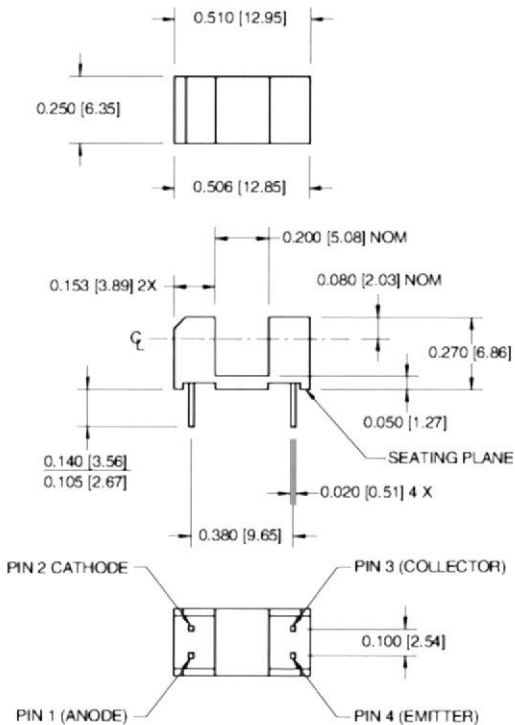 0.510 [12.95]
0.250 [6.35]
0.506 [12.85]
0.200 [5.08] NOM
0.153 [3.89] 2X
0.080 [2.03] NOM
℄
0.270 [6.86]
0.050 [1.27]
0.140 [3.56]
0.105 [2.67]
SEATING PLANE
0.020 [0.51] 4 X
0.380 [9.65]
PIN 2 CATHODE
PIN 3 (COLLECTOR)
0.100 [2.54]
PIN 1 (ANODE)
PIN 4 (EMITTER)